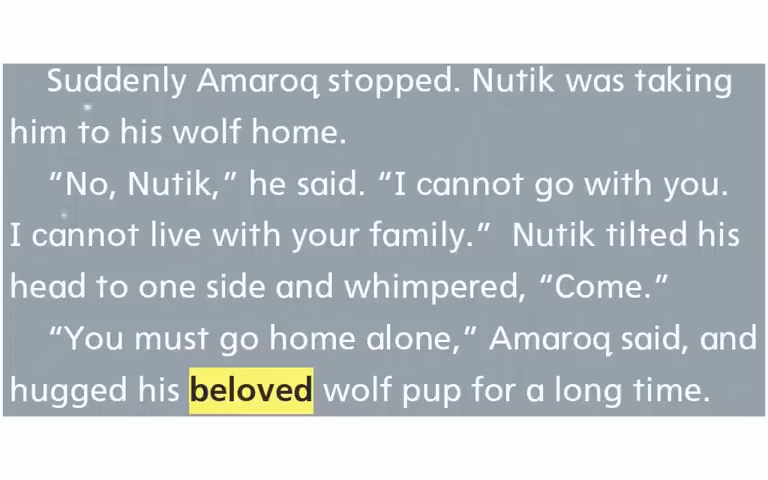 Suddenly Amaroq stopped. Nutik was taking
him to his wolf home.
“No, Nutik,” he said. “I cannot go with you.
I cannot live with your family.”  Nutik tilted his
head to one side and whimpered, “Come.”
“You must go home alone,” Amaroq said, and
hugged his beloved wolf pup for a long time.